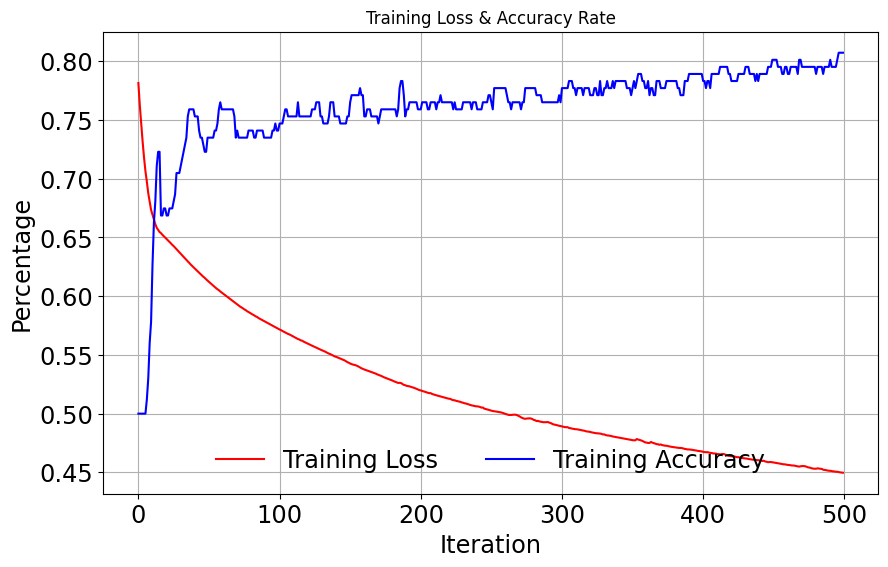 Training Loss & Accuracy Rate
Percentage
0.80
0.75
0.70
0.65
0.60
0.55
0.50
0.45
Training Loss
Training Accuracy
0
100
200
300
400
500
Iteration